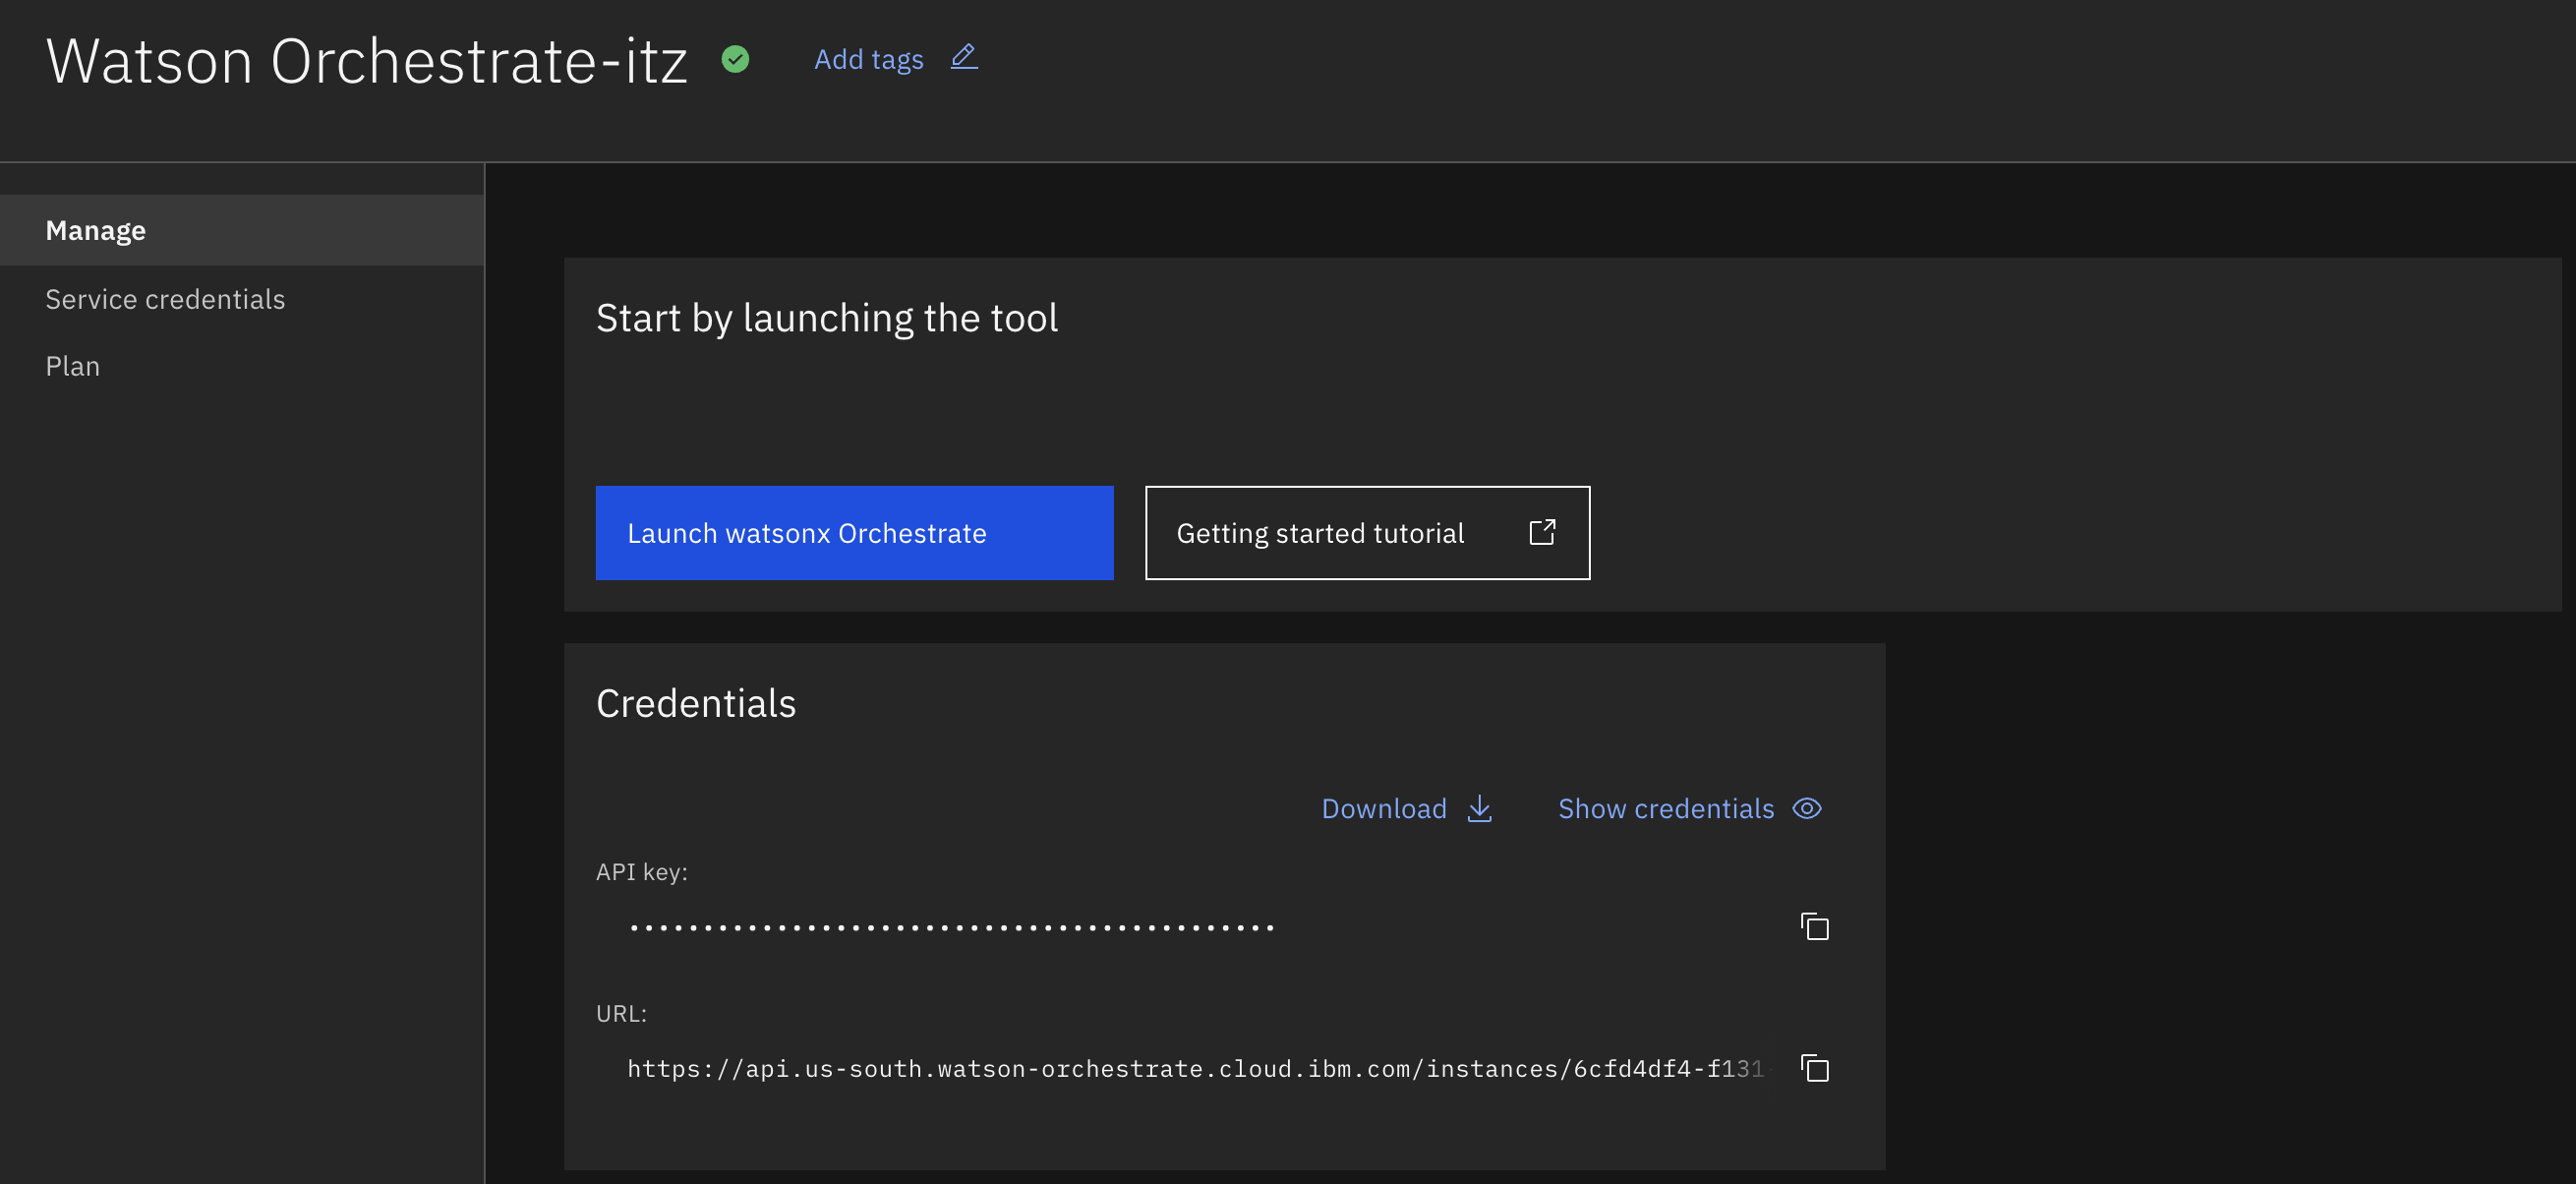 Watson Orchestrate-itz
Add tags
Manage
Service credentials
Plan
Start by launching the tool
Launch watsonx Orchestrate
Getting started tutorial
Credentials
Download
Show credentials
API key:
••••••••••••••••••••••••••••••••••••••••••••
URL:
https://api.us-south.watson-orchestrate.cloud.ibm.com/instances/6cfd4df4-f131-